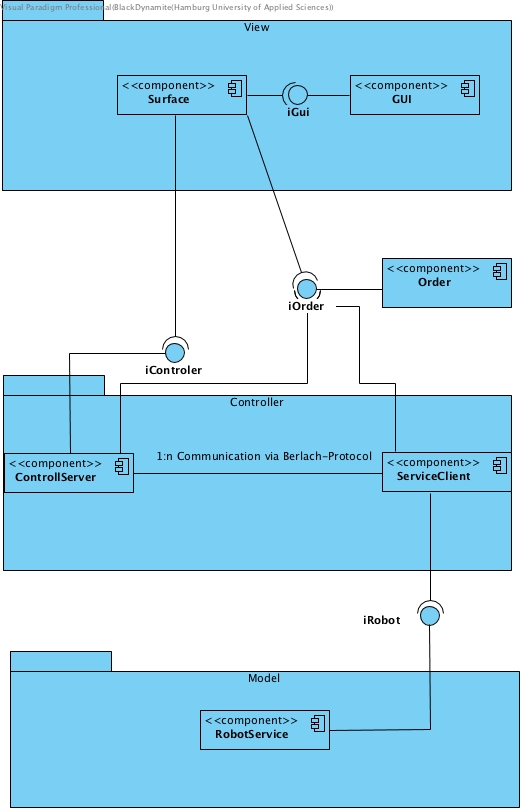 Visual Paradigm Professional(BlackDynamite(Hamburg University of Applied Sciences))
View
<<component>>
Surface
iGui
<<component>>
GUI
<<component>>
Order
iOrder
iControler
Controller
<<component>>
ControllServer
1:n Communication via Berlach-Protocol
<<component>>
ServiceClient
iRobot
Model
<<component>>
RobotService